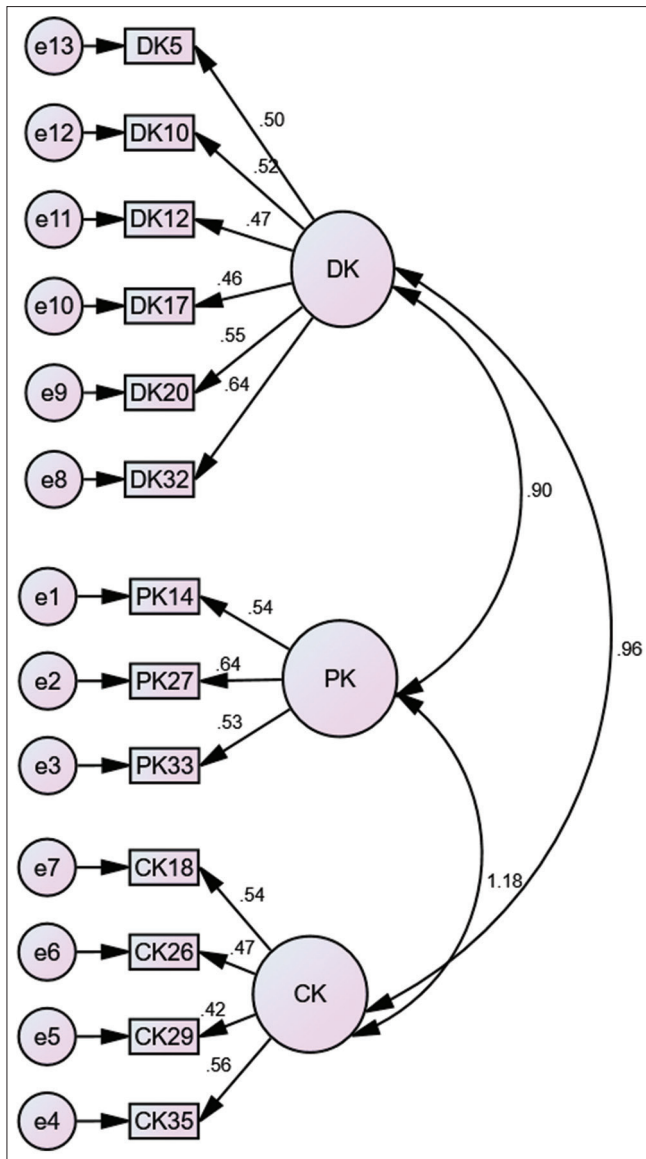 e13 DK5
.50
e12 DK10
.52
e11 DK12
.47
DK
e10 DK17
.46
.55
e9 DK20
.64
e8 DK32
.90
e1 PK14
.54
.96
e2 PK27
.64
PK
.53
e3 PK33
e7 CK18
1.18
.54
e6 CK26
.47
CK
.42
e5 CK29
.56
e4 CK35